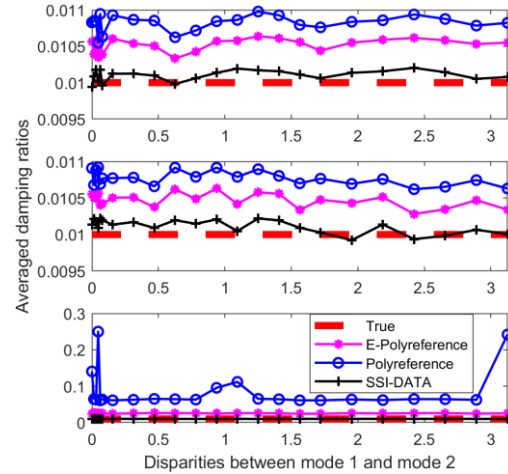 0.011
0.0105
0.01
0.0095
0 0.5 1 1.5 2 2.5 3
Averaged damping ratios
0.011
0.0105
0.01
0.0095
0 0.5 1 1.5 2 2.5 3
0.3
0.2
0.1
0
True
E-Polyreference
Polyreference
SSI-DATA
0 0.5 1 1.5 2 2.5 3
Disparities between mode 1 and mode 2